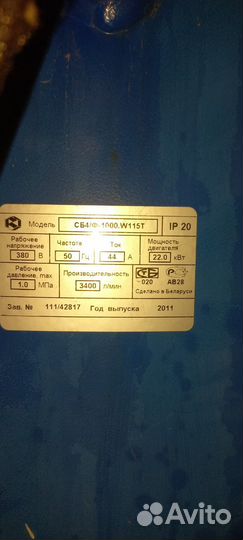 Модель СБ4/Ф-1000.W115T IP 20
Рабочее напряжение Частота Ток Мощность двигателя
380 В 50 Гц 44 А 22.0 кВт
Рабочее давление, max Производительность
1.0 МПа 3400 л/мин
020 АВ28
Сделано в Беларуси
Зав. № 111/42817 Год выпуска 2011
Avito